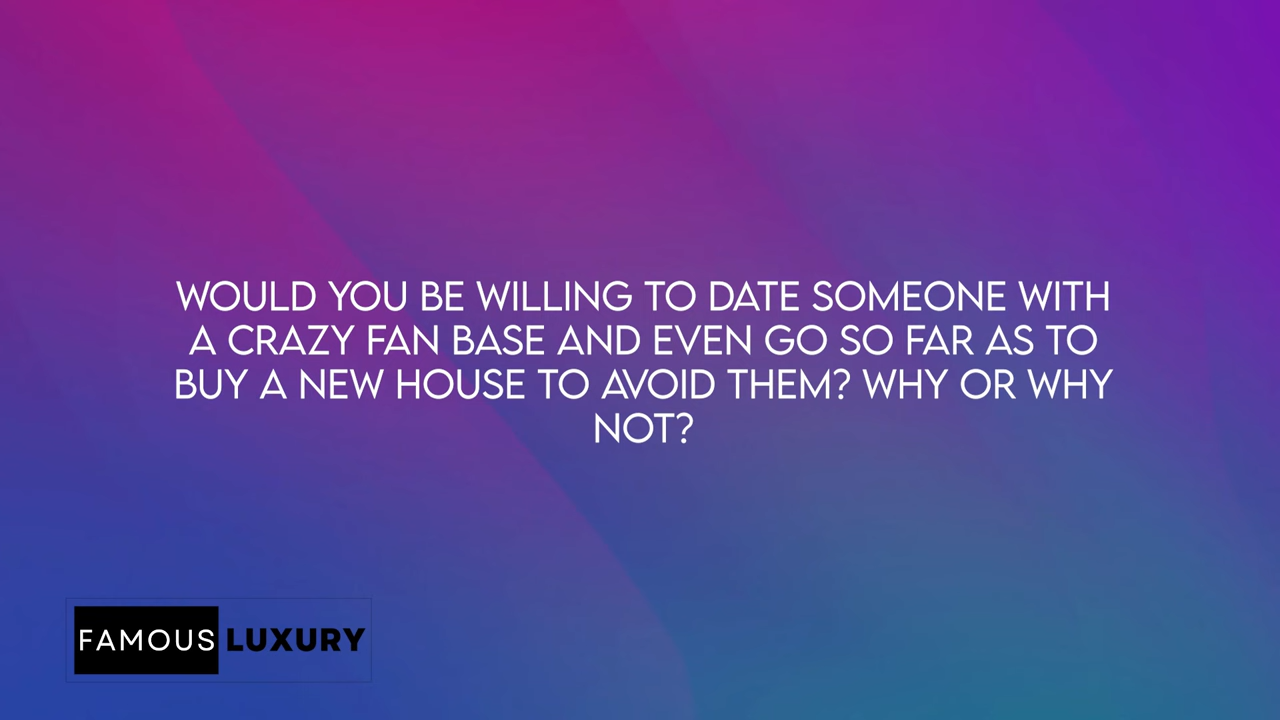 WOULD YOU BE WILLING TO DATE SOMEONE WITH
A CRAZY FAN BASE AND EVEN GO SO FAR AS TO
BUY A NEW HOUSE TO AVOID THEM? WHY OR WHY
NOT?
FAMOUS LUXURY